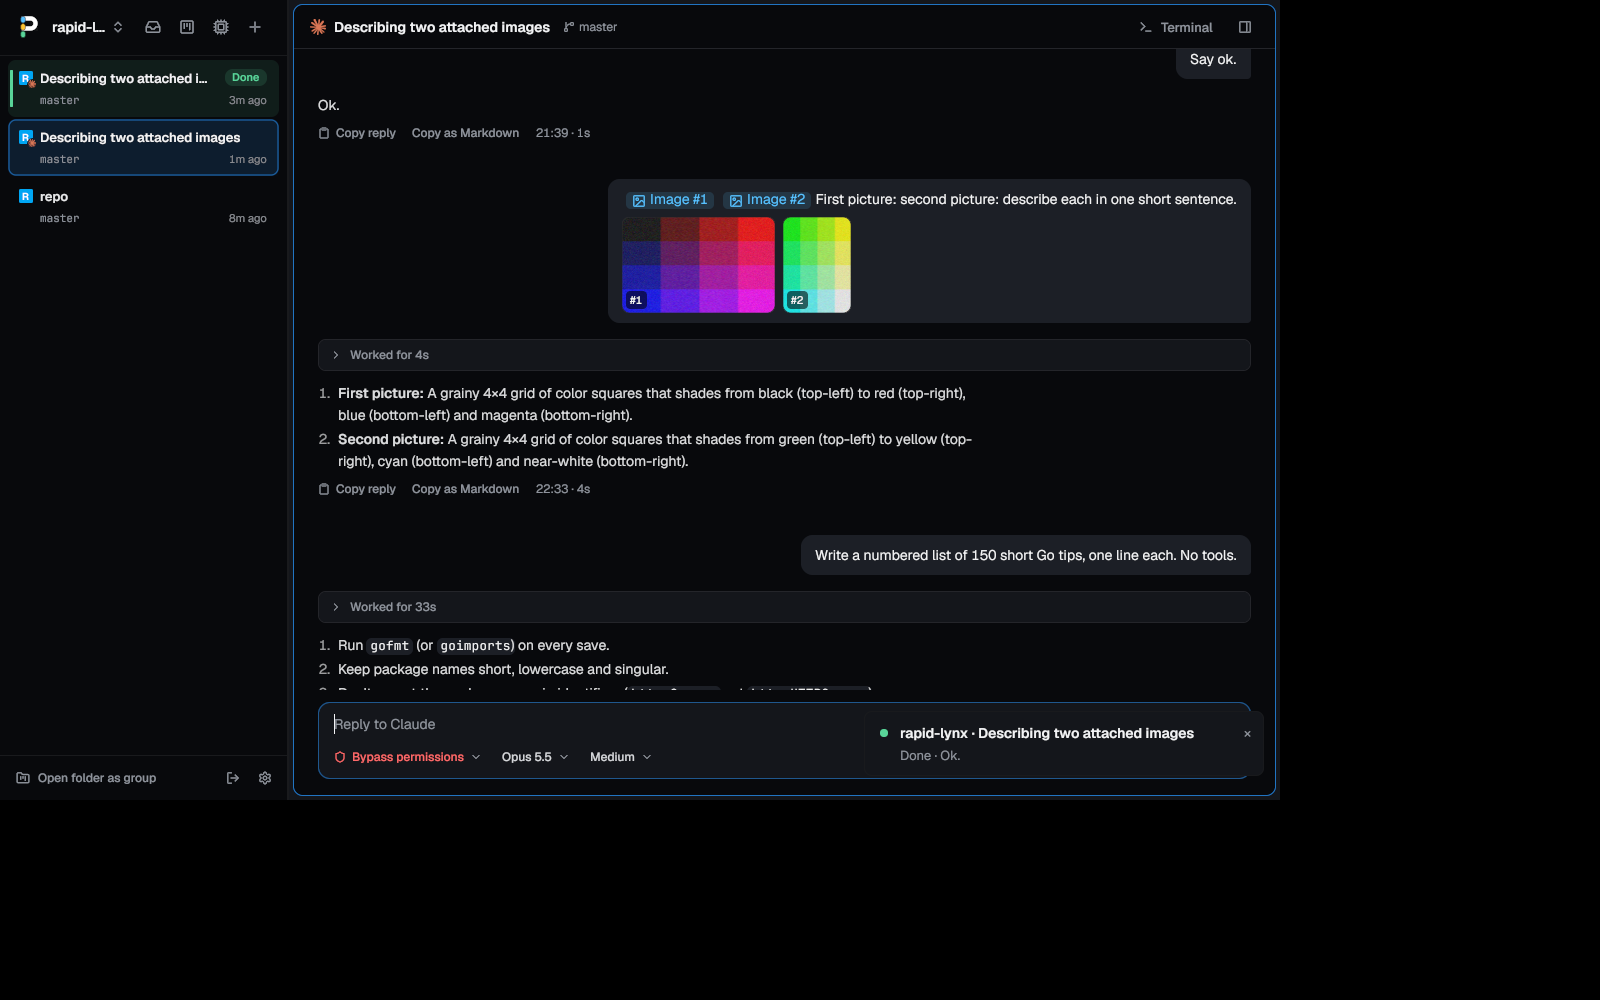 rapid-L...
Describing two attached i... Done
master 3m ago
Describing two attached images
master 1m ago
repo
master 8m ago
Open folder as group
Describing two attached images master
Terminal
Say ok.
Ok.
Copy reply Copy as Markdown 21:39 · 1s
Image #1 Image #2 First picture: second picture: describe each in one short sentence.
#1 #2
Worked for 4s
1. First picture: A grainy 4×4 grid of color squares that shades from black (top-left) to red (top-right),
blue (bottom-left) and magenta (bottom-right).
2. Second picture: A grainy 4×4 grid of color squares that shades from green (top-left) to yellow (top-
right), cyan (bottom-left) and near-white (bottom-right).
Copy reply Copy as Markdown 22:33 · 4s
Write a numbered list of 150 short Go tips, one line each. No tools.
Worked for 33s
1. Run gofmt (or goimports) on every save.
2. Keep package names short, lowercase and singular.
Reply to Claude
Bypass permissions Opus 5.5 Medium
rapid-lynx · Describing two attached images ×
Done · Ok.